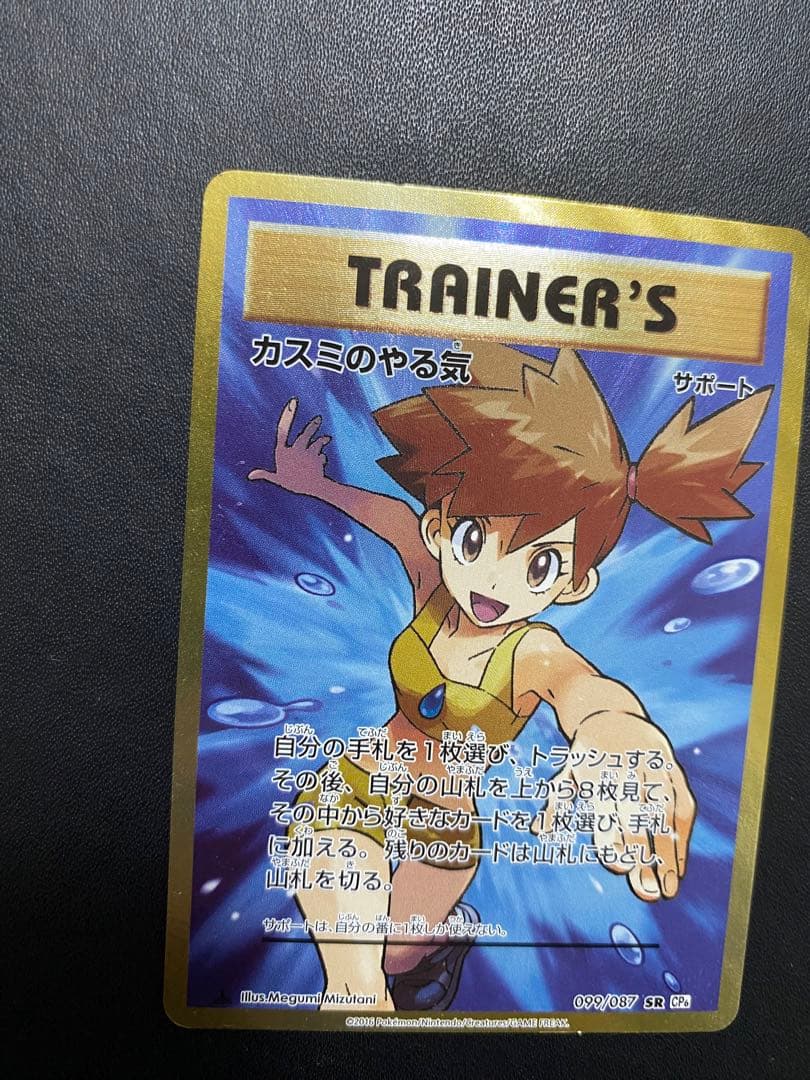 TRAINER'S
カスミのやる気
サポート
自分の手札を1枚選び、トラッシュする。
その後、自分の山札を上から8枚見て、
その中から好きなカードを1枚選び、手札
に加える。残りのカードは山札にもどし、
山札を切る。
サポートは、自分の番に1枚しか使えない。
Illus.Megumi Mizutani
099/087 SR CP6
©2016 Pokémon/Nintendo/Creatures/GAME FREAK.